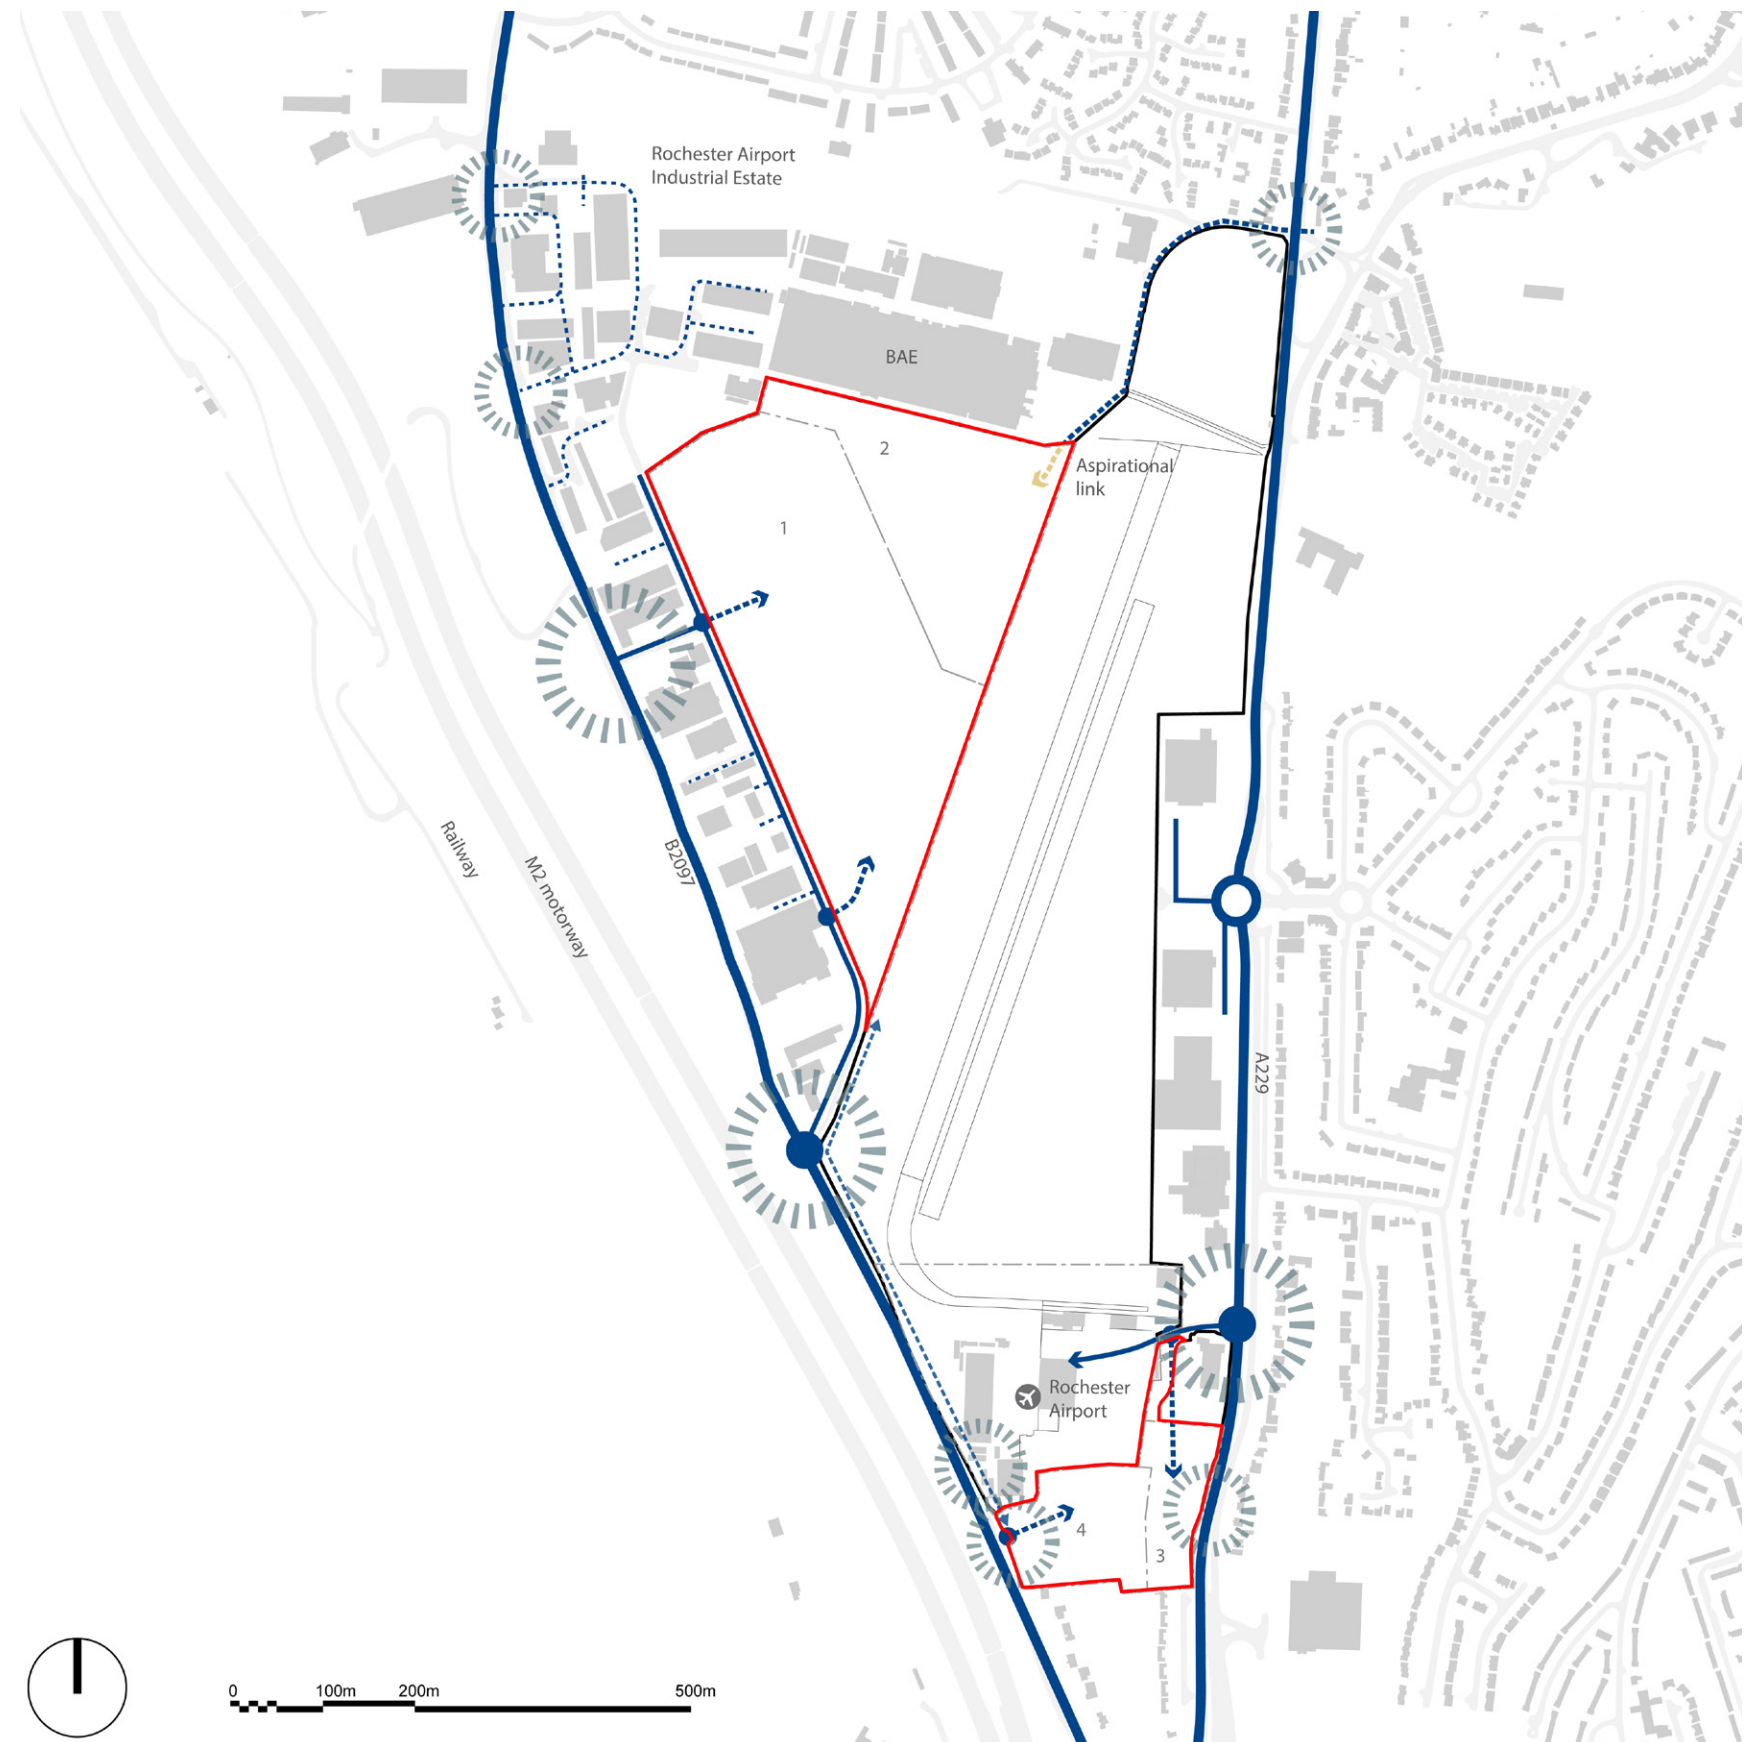 Rochester Airport
Industrial Estate
BAE
2
Aspirational
link
1
Railway
M2 motorway
B2097
A229
Rochester
Airport
4
3
0
100m
200m
500m